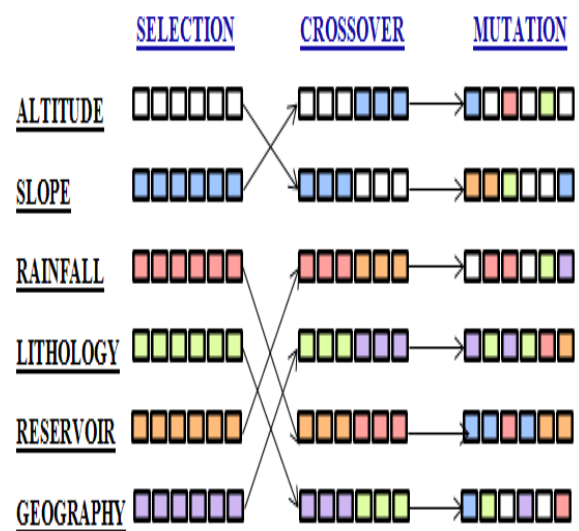 SELECTION CROSSOVER MUTATION
ALTITUDE
SLOPE
RAINFALL
LITHOLOGY
RESERVOIR
GEOGRAPHY